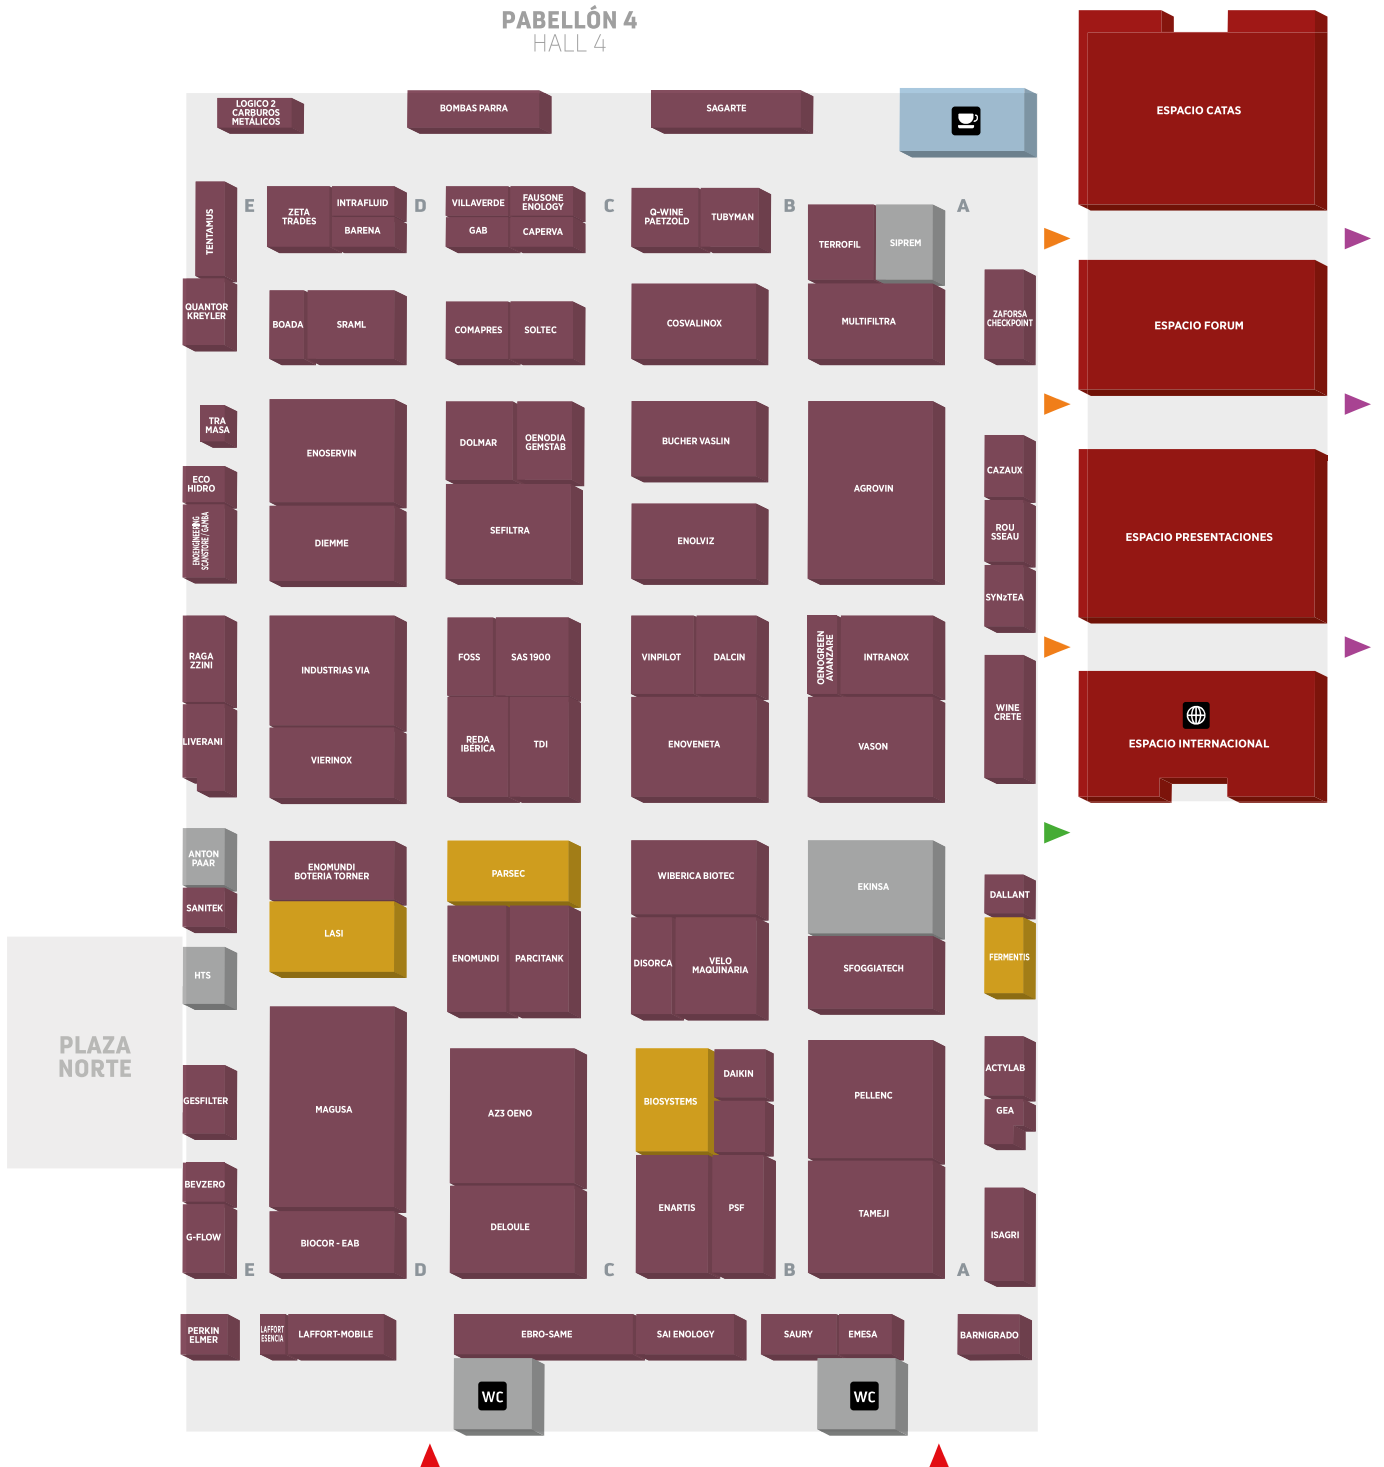 PABELLÓN 4
HALL 4
LOGICO 2
CARBUROS
METÁLICOS
BOMBAS PARRA
SAGARTE
ESPACIO CATAS
TENTAMUS
E
ZETA
TRADES
INTRAFLUID
BARENA
D
VILLAVERDE
FAUSONE
ENOLOGY
GAB
CAPERVA
C
Q-WINE
PAETZOLD
TUBYMAN
B
TERROFIL
SIPREM
A
QUANTOR
KREYLER
BOADA
SRAML
COMAPRES
SOLTEC
COSVALINOX
MULTIFILTRA
ZAFORSA
CHECKPOINT
ESPACIO FORUM
TRA
MASA
ENOSERVIN
DOLMAR
OENODIA
GEMSTAB
BUCHER VASLIN
AGROVIN
CAZAUX
ECO
HIDRO
ENOENGINEERING
SCANSTORE / GAMBA
DIEMME
SEFILTRA
ENOLVIZ
ROU
SSEAU
SYNzTEA
ESPACIO PRESENTACIONES
RAGA
ZZINI
INDUSTRIAS VIA
FOSS
SAS 1900
VINPILOT
DALCIN
OENOGREEN
AVANZARE
INTRANOX
WINE
CRETE
LIVERANI
VIERINOX
REDA
IBÉRICA
TDI
ENOVENETA
VASON
ESPACIO INTERNACIONAL
ANTON
PAAR
ENOMUNDI
BOTERIA TORNER
PARSEC
WIBERICA BIOTEC
EKINSA
DALLANT
SANITEK
LASI
ENOMUNDI
PARCITANK
DISORCA
VELO
MAQUINARIA
SFOGGIATECH
FERMENTIS
HTS
PLAZA
NORTE
GESFILTER
MAGUSA
AZ3 OENO
BIOSYSTEMS
DAIKIN
PELLENC
ACTYLAB
GEA
BEVZERO
G-FLOW
BIOCOR - EAB
DELOULE
ENARTIS
PSF
TAMEJI
ISAGRI
E
D
C
B
A
PERKIN
ELMER
LAFFORT
ESENCIA
LAFFORT-MOBILE
EBRO-SAME
SAI ENOLOGY
SAURY
EMESA
BARNIGRADO
WC
WC